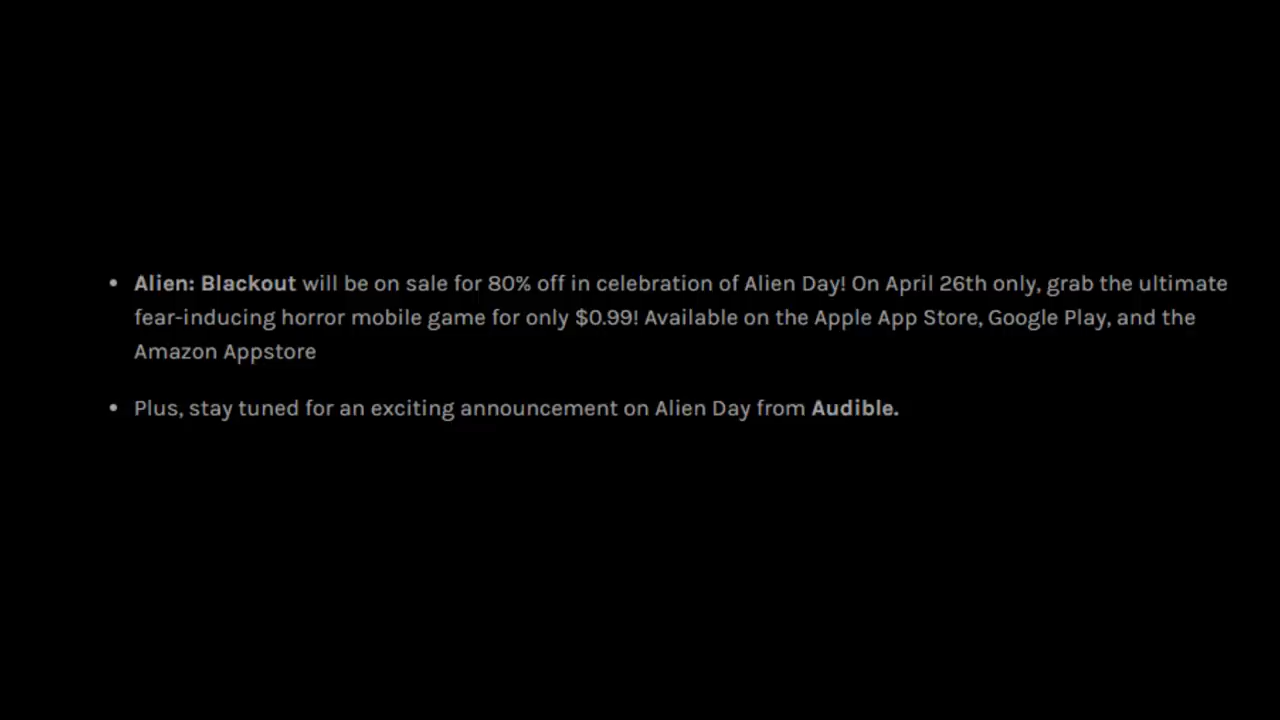 • Alien: Blackout will be on sale for 80% off in celebration of Alien Day! On April 26th only, grab the ultimate
fear-inducing horror mobile game for only $0.99! Available on the Apple App Store, Google Play, and the
Amazon Appstore
• Plus, stay tuned for an exciting announcement on Alien Day from Audible.